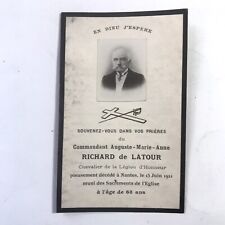 EN DIEU J'ESPÈRE
SOUVENEZ-VOUS DANS VOS PRIÈRES
du
Commandant Auguste-Marie-Anne
RICHARD de LATOUR
Chevalier de la Légion d'Honneur
pieusement décédé à Nantes, le 13 Juin 1921
muni des Sacrements de l'Église
à l'âge de 68 ans